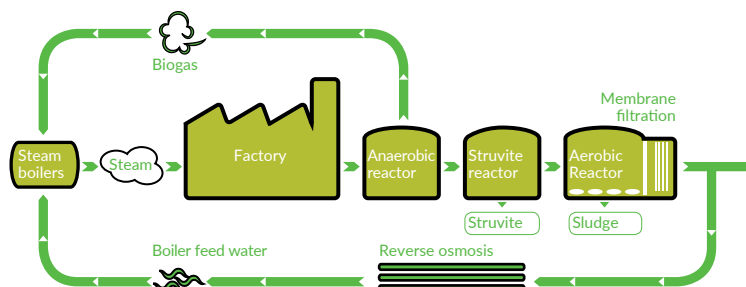 Biogas
Membrane
filtration
Steam
boilers
Steam
Factory
Anaerobic
reactor
Struvite
reactor
Aerobic
Reactor
Struvite
Sludge
Boiler feed water
Reverse osmosis